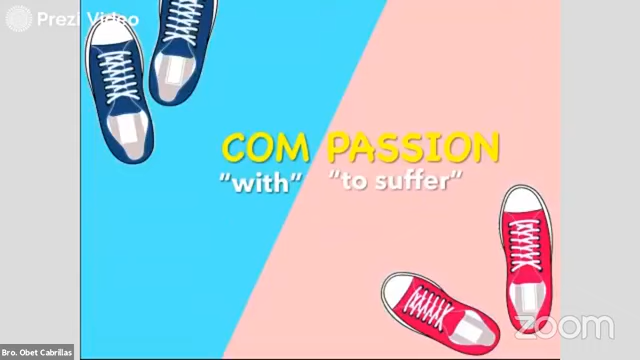 Prezi Video
COM PASSION
"with" "to suffer"
zoom
Bro. Obet Cabrillas